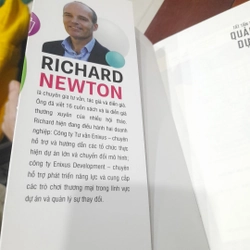 RICHARD
NEWTON
là chuyên gia tư vấn, tác giả và diễn giả.
Ông đã viết 16 cuốn sách và là diễn giả
thường xuyên của nhiều hội thảo.
Richard hiện đang điều hành hai doanh
nghiệp: Công ty Tư vấn Enixus – chuyên
hỗ trợ và hướng dẫn các tổ chức thực
hiện dự án lớn và chuyển đổi mô hình;
công ty Enixus Development – chuyên
hỗ trợ phát triển năng lực và cung cấp
các trò chơi thương mại trong lĩnh vực
dự án và quản lý sự thay đổi.
QUẢ
DỰ